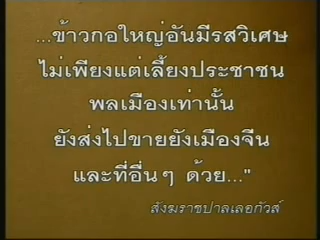 ...ข้าวกอใหญ่อันมีรสวิเศษ
ไม่เพียงแต่เลี้ยงประชาชน
พลเมืองเท่านั้น
ยังส่งไปขายยังเมืองจีน
และที่อื่นๆ ด้วย..."
สังฆราชปาลเลอกัวส์